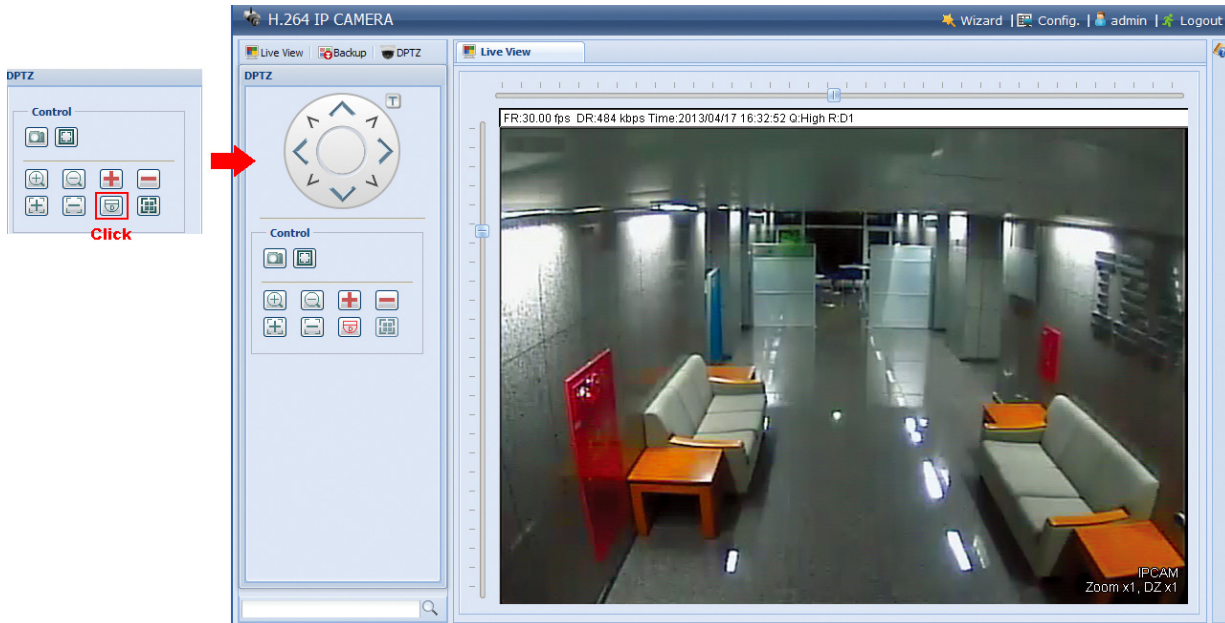 DPTZ
Control
Click
H.264 IP CAMERA
Wizard | Config. | admin | Logout
Live View Backup DPTZ
DPTZ
T
Control
Live View
FR:30.00 fps DR:484 kbps Time:2013/04/17 16:32:52 Q:High R:D1
IPCAM
Zoom x1, DZ x1